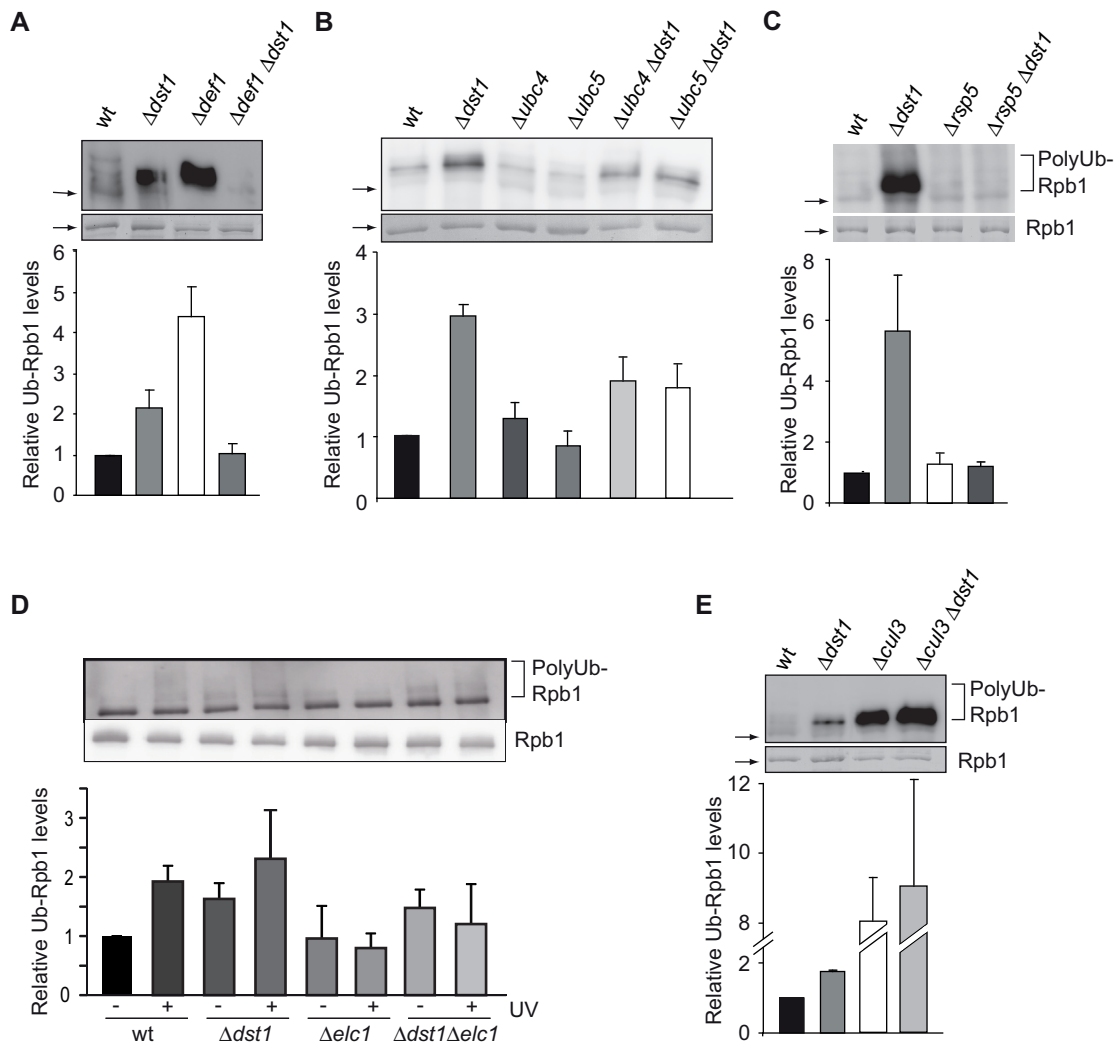 A
wt
Δdst1
Δdef1
Δdef1 Δdst1
Relative Ub-Rpb1 levels
6
5
4
3
2
1
0
B
wt
Δdst1
Δubc4
Δubc5
Δubc4 Δdst1
Δubc5 Δdst1
Relative Ub-Rpb1 levels
4
3
2
1
0
C
wt
Δdst1
Δrsp5
Δrsp5 Δdst1
PolyUb-
Rpb1
Rpb1
Relative Ub-Rpb1 levels
8
6
4
2
0
D
PolyUb-
Rpb1
Rpb1
Relative Ub-Rpb1 levels
3
2
1
0
- + - + - + - + UV
wt Δdst1 Δelc1 Δdst1Δelc1
E
wt
Δdst1
Δcul3
Δcul3 Δdst1
PolyUb-
Rpb1
Rpb1
Relative Ub-Rpb1 levels
12
10
8
2
0